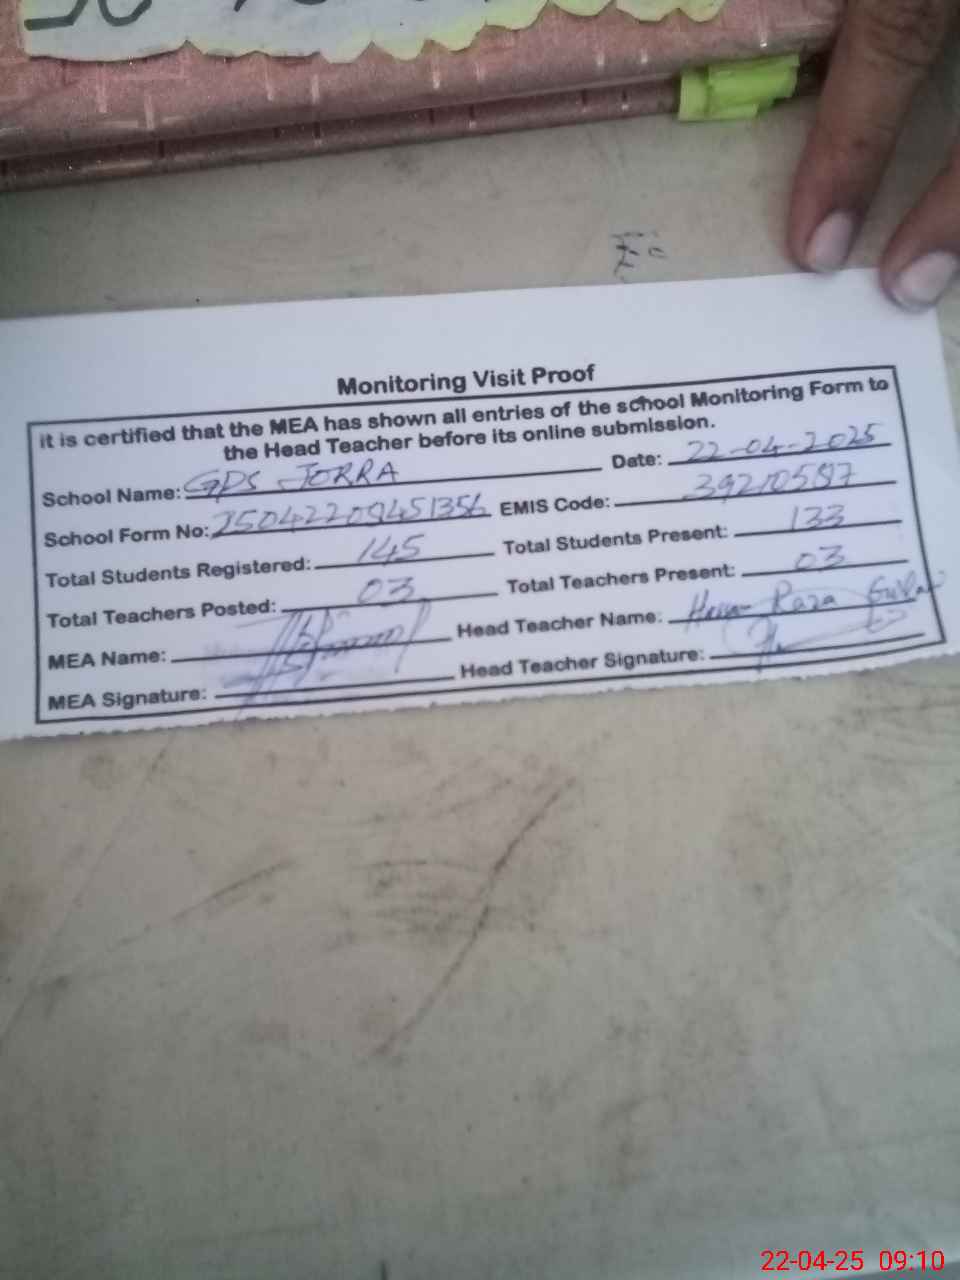 Monitoring Visit Proof
it is certified that the MEA has shown all entries of the school Monitoring Form to
the Head Teacher before its online submission.
School Name: GPS JORRA Date: 22-04-2025
School Form No: EMIS Code: 39210587
Total Students Registered: 145 Total Students Present: 133
Total Teachers Posted: 03 Total Teachers Present: 03
MEA Name: Head Teacher Name: Raza
MEA Signature: Head Teacher Signature:
22-04-25 09:10